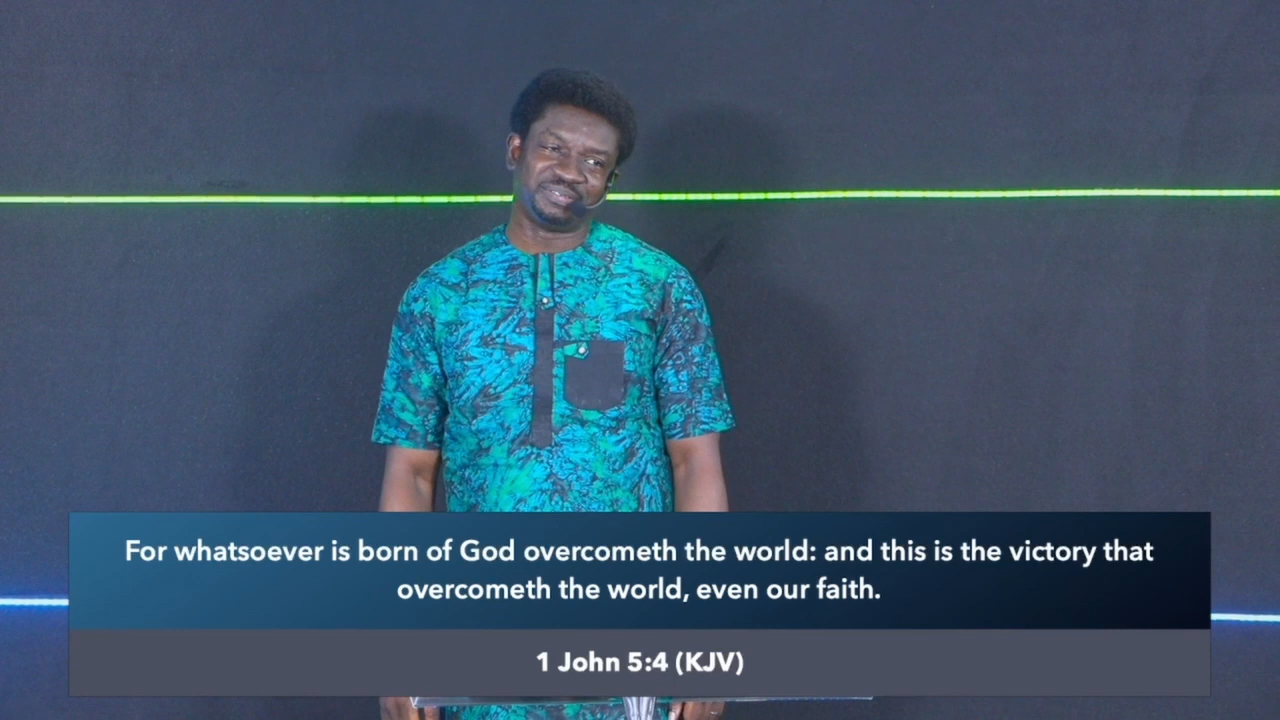 For whatsoever is born of God overcometh the world: and this is the victory that
overcometh the world, even our faith.
1 John 5:4 (KJV)